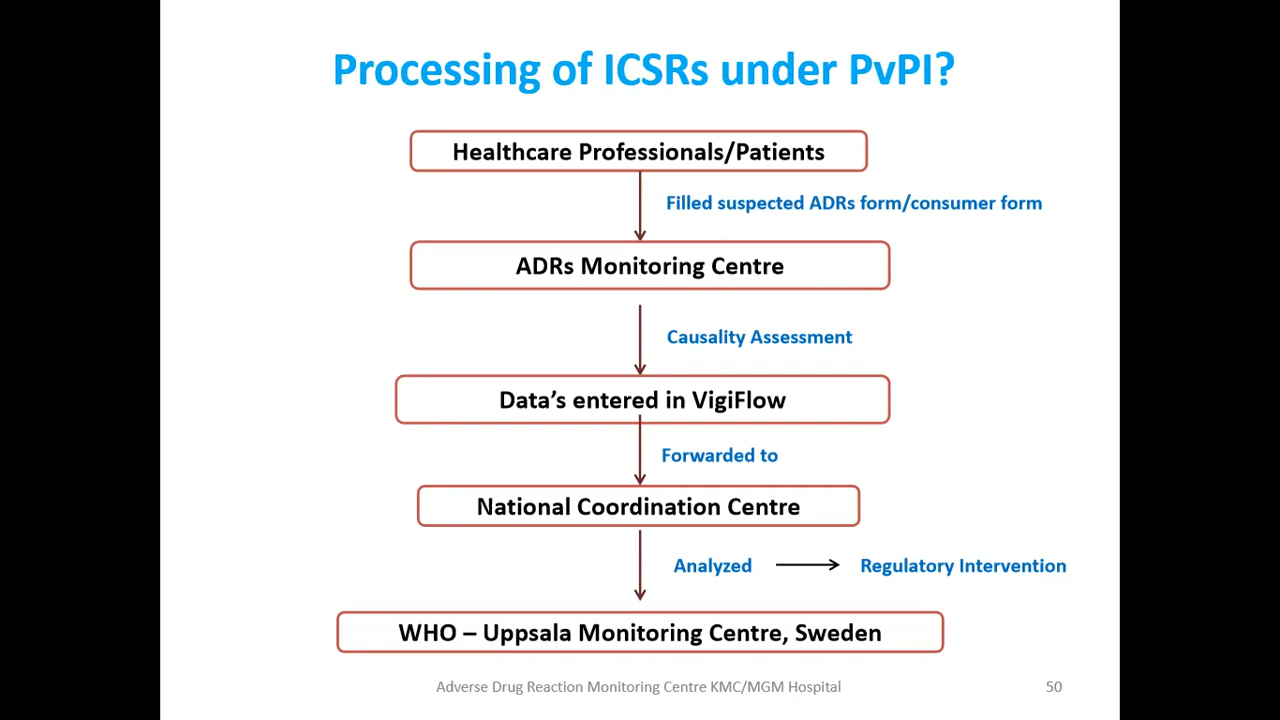 Processing of ICSRs under PvPI?
Healthcare Professionals/Patients
Filled suspected ADRs form/consumer form
ADRs Monitoring Centre
Causality Assessment
Data’s entered in VigiFlow
Forwarded to
National Coordination Centre
Analyzed
Regulatory Intervention
WHO – Uppsala Monitoring Centre, Sweden
Adverse Drug Reaction Monitoring Centre KMC/MGM Hospital
50